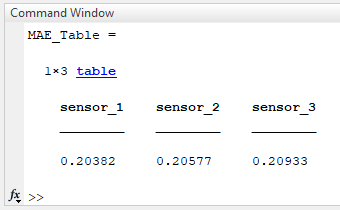 Command Window
MAE_Table =
1×3 table
sensor_1 sensor_2 sensor_3
0.20382 0.20577 0.20933
fx >>